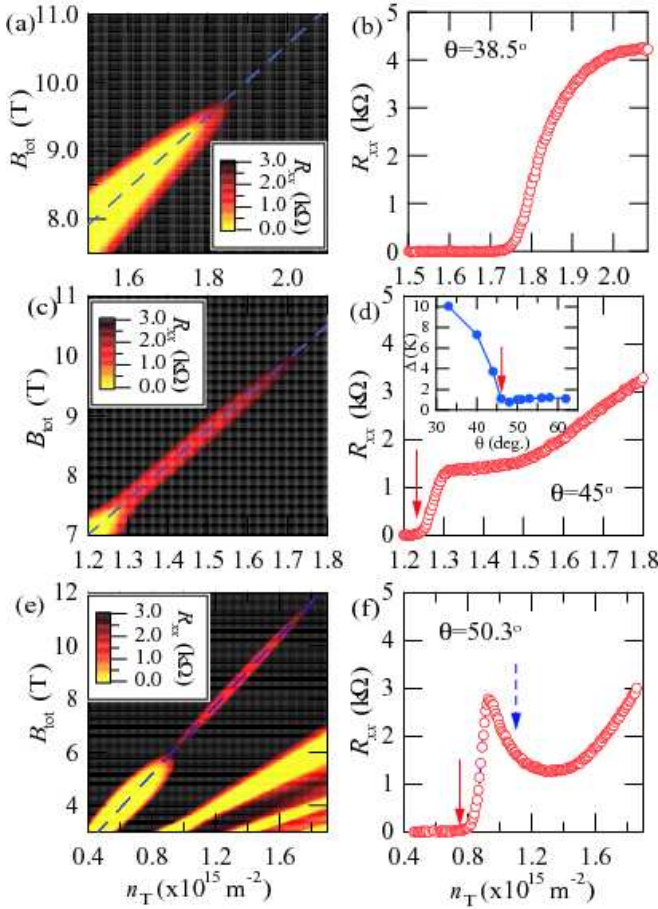 (a)
11.0
10.0
9.0
8.0
B_tot (T)
3.0
2.0
1.0
0.0
R_xx (kΩ)
1.6 1.8 2.0
(b)
θ=38.5°
5
4
3
2
1
0
R_xx (kΩ)
1.5 1.6 1.7 1.8 1.9 2.0
(c)
11
10
9
8
7
B_tot (T)
3.0
2.0
1.0
0.0
R_xx (kΩ)
1.2 1.3 1.4 1.5 1.6 1.7 1.8
(d)
5
4
3
2
1
0
R_xx (kΩ)
10
8
6
4
2
0
Δ(K)
30 40 50 60
θ (deg.)
θ=45°
1.2 1.3 1.4 1.5 1.6 1.7 1.8
(e)
12
10
8
6
4
B_tot (T)
3.0
2.0
1.0
0.0
R_xx (kΩ)
0.4 0.8 1.2 1.6
n_T (x10¹⁵ m⁻²)
(f)
θ=50.3°
5
4
3
2
1
0
R_xx (kΩ)
0.4 0.8 1.2 1.6
n_T (x10¹⁵ m⁻²)